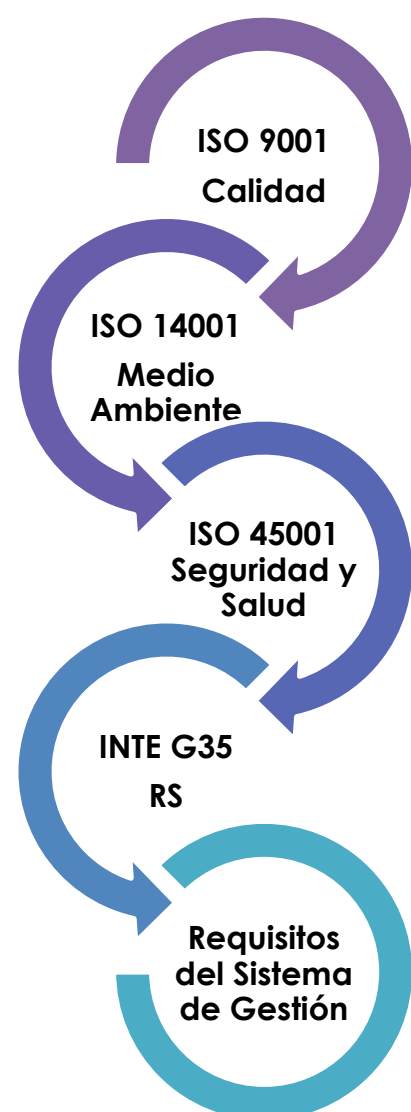 ISO 9001
Calidad
ISO 14001
Medio
Ambiente
ISO 45001
Seguridad y
Salud
INTE G35
RS
Requisitos
del Sistema
de Gestión